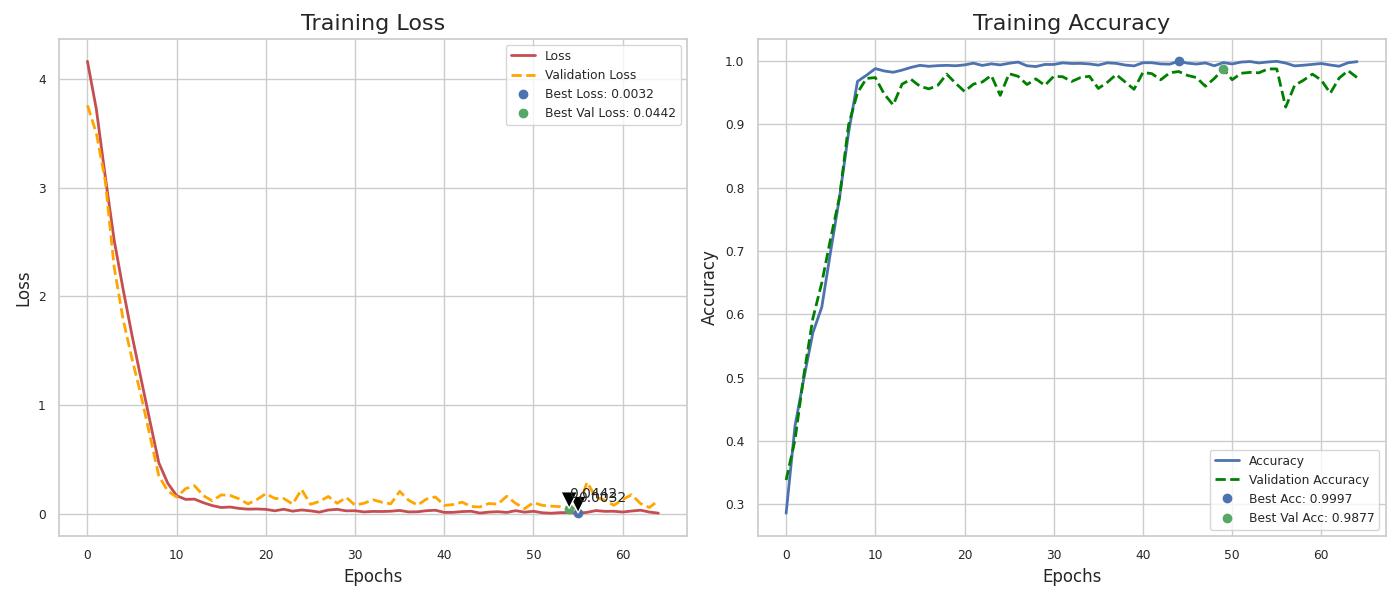 Training Loss
Loss
Validation Loss
Best Loss: 0.0032
Best Val Loss: 0.0442
4
3
2
1
0
Loss
0.0442
0.0032
0 10 20 30 40 50 60
Epochs
Training Accuracy
1.0
0.9
0.8
0.7
0.6
0.5
0.4
0.3
Accuracy
Accuracy
Validation Accuracy
Best Acc: 0.9997
Best Val Acc: 0.9877
0 10 20 30 40 50 60
Epochs